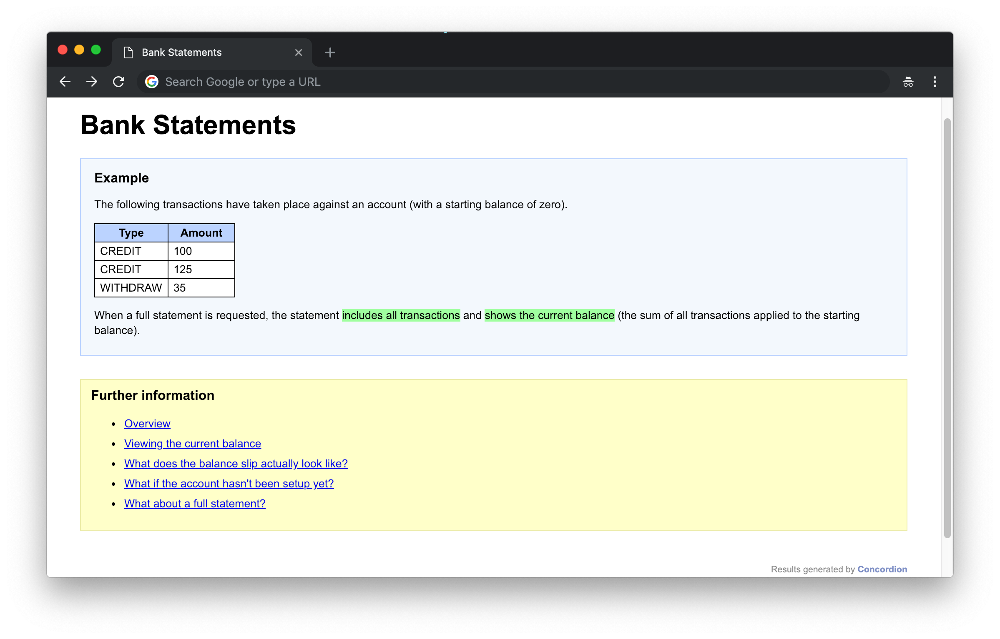 Bank Statements
Search Google or type a URL
Bank Statements
Example
The following transactions have taken place against an account (with a starting balance of zero).
Type Amount
CREDIT 100
CREDIT 125
WITHDRAW 35
When a full statement is requested, the statement includes all transactions and shows the current balance (the sum of all transactions applied to the starting
balance).
Further information
• Overview
• Viewing the current balance
• What does the balance slip actually look like?
• What if the account hasn't been setup yet?
• What about a full statement?
Results generated by Concordion